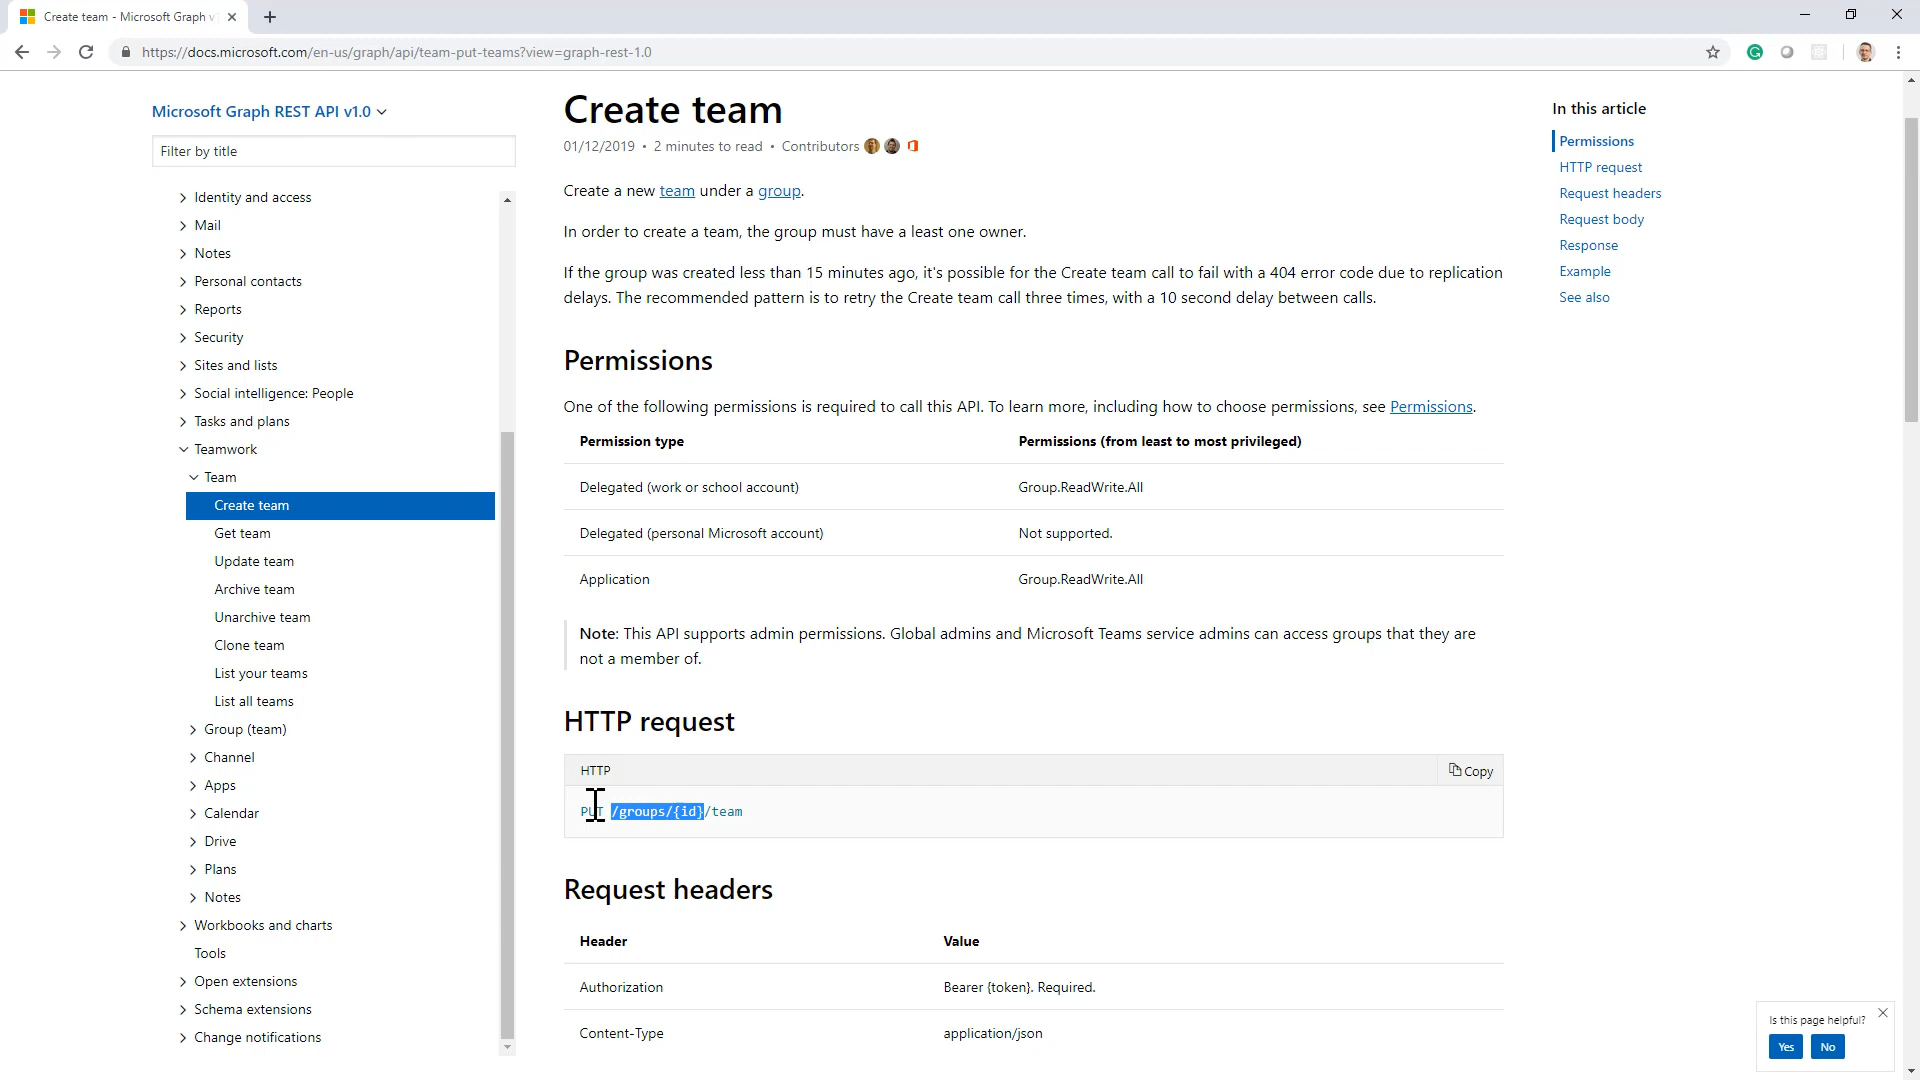 Create team - Microsoft Graph v
https://docs.microsoft.com/en-us/graph/api/team-put-teams?view=graph-rest-1.0
Microsoft Graph REST API v1.0
Filter by title
Identity and access
Mail
Notes
Personal contacts
Reports
Security
Sites and lists
Social intelligence: People
Tasks and plans
Teamwork
Team
Create team
Get team
Update team
Archive team
Unarchive team
Clone team
List your teams
List all teams
Group (team)
Channel
Apps
Calendar
Drive
Plans
Notes
Workbooks and charts
Tools
Open extensions
Schema extensions
Change notifications
Create team
01/12/2019 • 2 minutes to read • Contributors
Create a new team under a group.
In order to create a team, the group must have a least one owner.
If the group was created less than 15 minutes ago, it's possible for the Create team call to fail with a 404 error code due to replication
delays. The recommended pattern is to retry the Create team call three times, with a 10 second delay between calls.
Permissions
One of the following permissions is required to call this API. To learn more, including how to choose permissions, see Permissions.
Permission type Permissions (from least to most privileged)
Delegated (work or school account) Group.ReadWrite.All
Delegated (personal Microsoft account) Not supported.
Application Group.ReadWrite.All
Note: This API supports admin permissions. Global admins and Microsoft Teams service admins can access groups that they are
not a member of.
HTTP request
HTTP Copy
PUT /groups/{id}/team
Request headers
Header Value
Authorization Bearer {token}. Required.
Content-Type application/json
In this article
Permissions
HTTP request
Request headers
Request body
Response
Example
See also
Is this page helpful?
Yes No